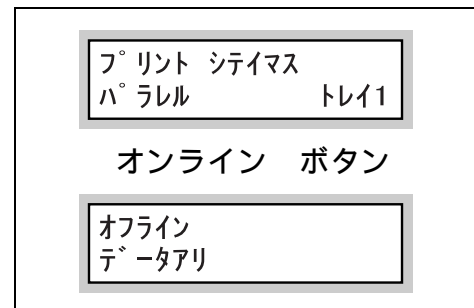 プリント シテイマス
パラレル トレイ1
オンライン ボタン
オフライン
データアリ